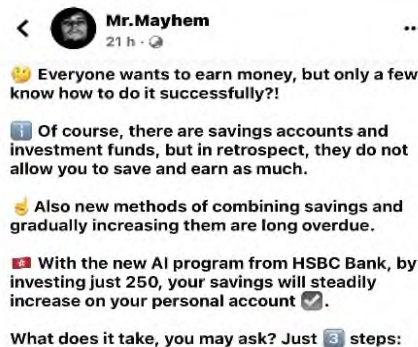 Mr.Mayhem
21 h ·
🤔 Everyone wants to earn money, but only a few
know how to do it successfully?!
ℹ️ Of course, there are savings accounts and
investment funds, but in retrospect, they do not
allow you to save and earn as much.
☝️ Also new methods of combining savings and
gradually increasing them are long overdue.
🇭🇰 With the new AI program from HSBC Bank, by
investing just 250, your savings will steadily
increase on your personal account ☑️.
What does it take, you may ask? Just 3️⃣ steps: